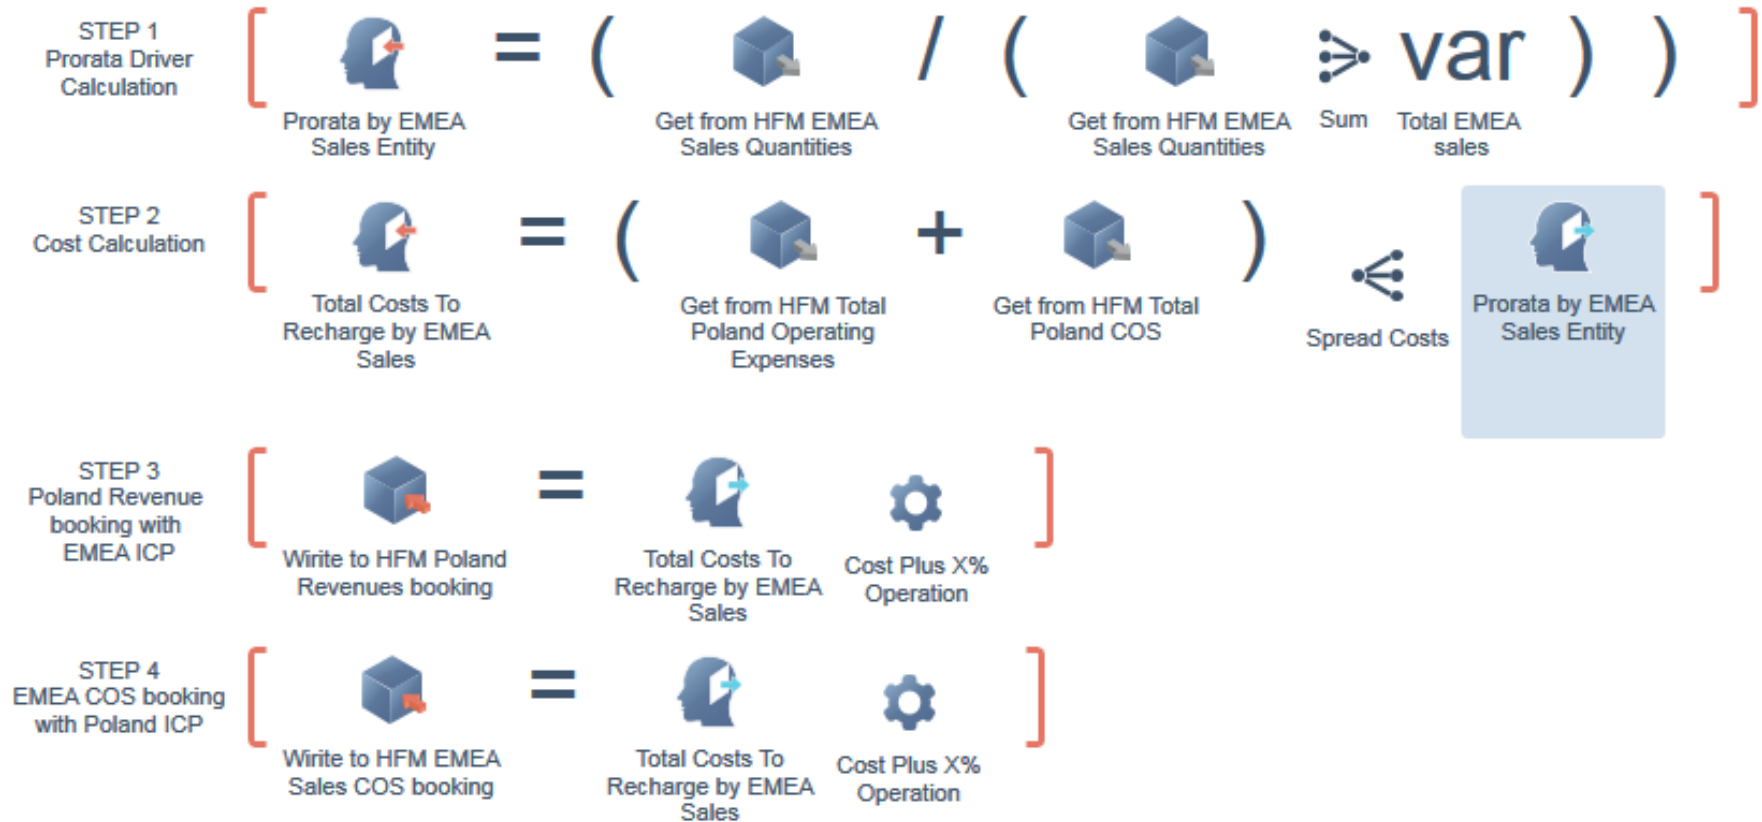 STEP 1
Prorata Driver
Calculation
= ( / ( var ) )
Prorata by EMEA
Sales Entity
Get from HFM EMEA
Sales Quantities
Get from HFM EMEA
Sales Quantities
Sum
Total EMEA
sales
STEP 2
Cost Calculation
= ( + )
Total Costs To
Recharge by EMEA
Sales
Get from HFM Total
Poland Operating
Expenses
Get from HFM Total
Poland COS
Spread Costs
Prorata by EMEA
Sales Entity
STEP 3
Poland Revenue
booking with
EMEA ICP
=
Wirite to HFM Poland
Revenues booking
Total Costs To
Recharge by EMEA
Sales
Cost Plus X%
Operation
STEP 4
EMEA COS booking
with Poland ICP
=
Wirite to HFM EMEA
Sales COS booking
Total Costs To
Recharge by EMEA
Sales
Cost Plus X%
Operation